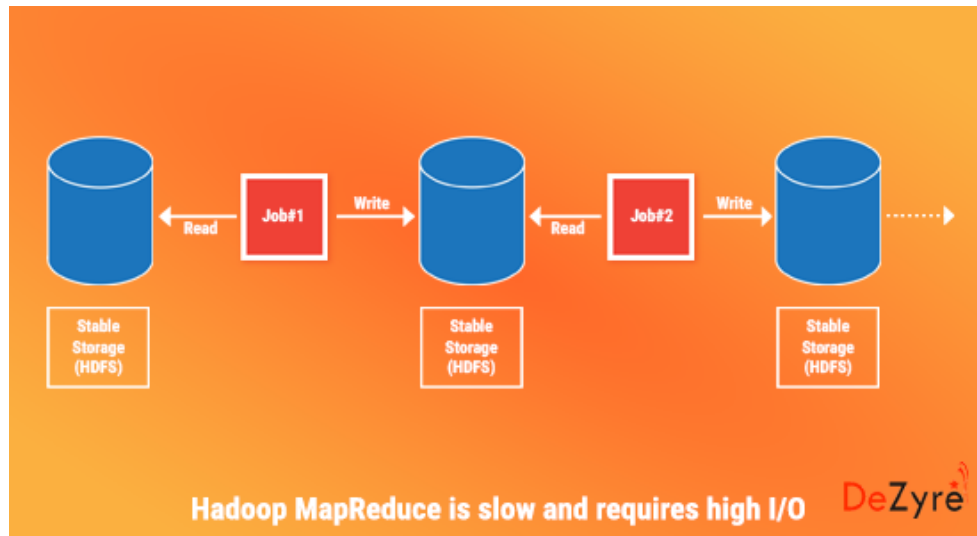 Read
Job#1
Write
Read
Job#2
Write
Stable
Storage
(HDFS)
Stable
Storage
(HDFS)
Stable
Storage
(HDFS)
Hadoop MapReduce is slow and requires high I/O
DeZyre